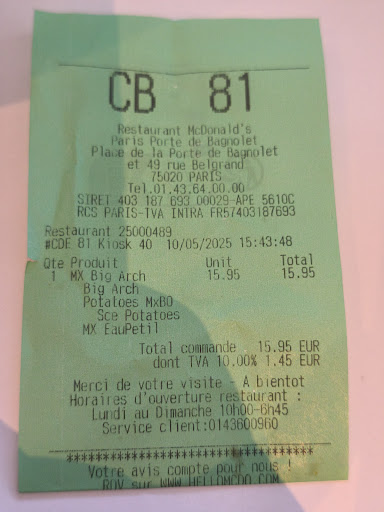 CB 81
Restaurant McDonald's
Paris Porte de Bagnolet
Place de la Porte de Bagnolet
et 49 rue Belgrand
75020 PARIS
Tel.01.43.64.00.00
SIRET 403 187 693 00029-APE 5610C
RCS PARIS-TVA INTRA FR57403187693
Restaurant 25000489
#CDE 81 Kiosk 40 10/05/2025 15:43:48
Qte Produit Unit Total
1 MX Big Arch 15.95 15.95
Big Arch
Potatoes MxBO
Sce Potatoes
MX EauPetil
Total commande 15.95 EUR
dont TVA 10.00% 1.45 EUR
Merci de votre visite - A bientot
Horaires d'ouverture restaurant :
Lundi au Dimanche 10h00-6h45
Service client:0143600960
************************************
Votre avis compte pour nous !
RDV sur WWW.HELLOMCDO.COM